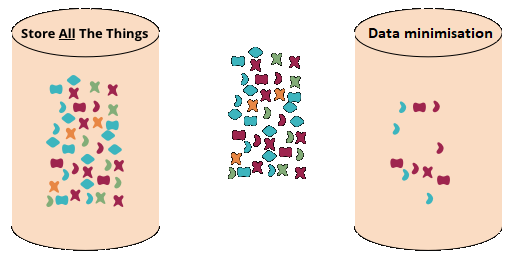 Store All The Things
Data minimisation